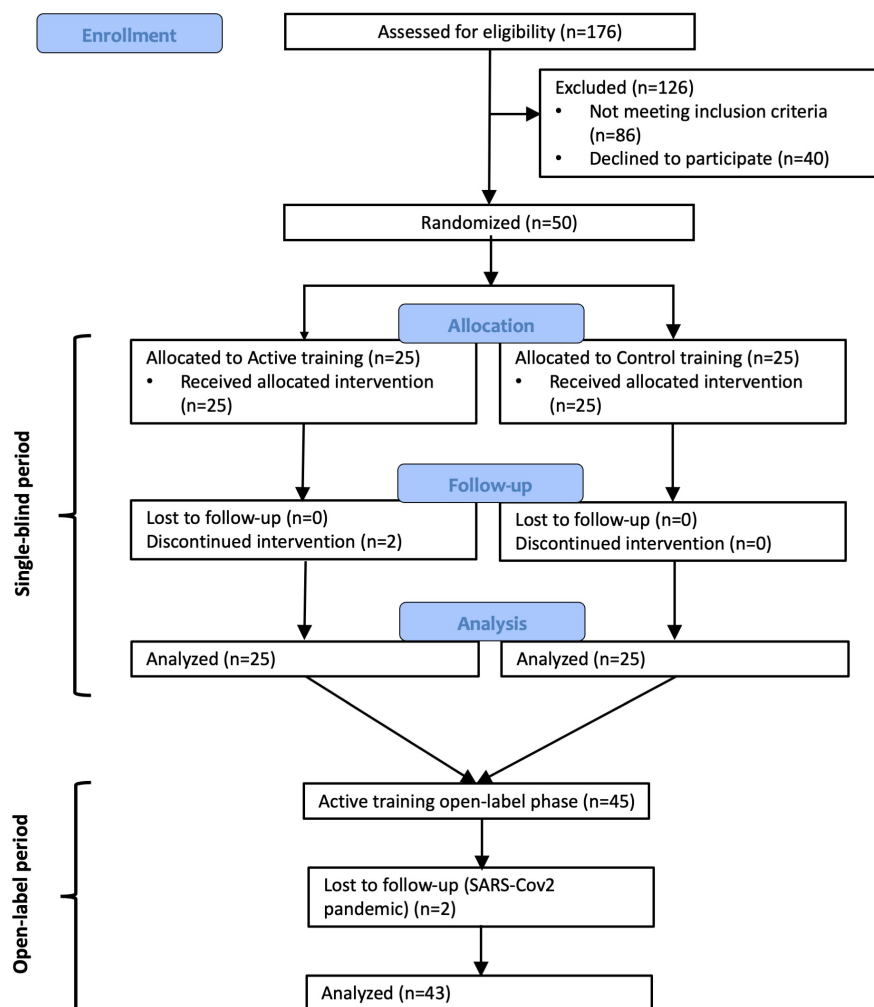 Enrollment
Assessed for eligibility (n=176)
Excluded (n=126)
• Not meeting inclusion criteria
(n=86)
• Declined to participate (n=40)
Randomized (n=50)
Allocation
Allocated to Active training (n=25)
• Received allocated intervention
(n=25)
Allocated to Control training (n=25)
• Received allocated intervention
(n=25)
Single-blind period
Follow-up
Lost to follow-up (n=0)
Discontinued intervention (n=2)
Lost to follow-up (n=0)
Discontinued intervention (n=0)
Analysis
Analyzed (n=25)
Analyzed (n=25)
Open-label period
Active training open-label phase (n=45)
Lost to follow-up (SARS-Cov2
pandemic) (n=2)
Analyzed (n=43)